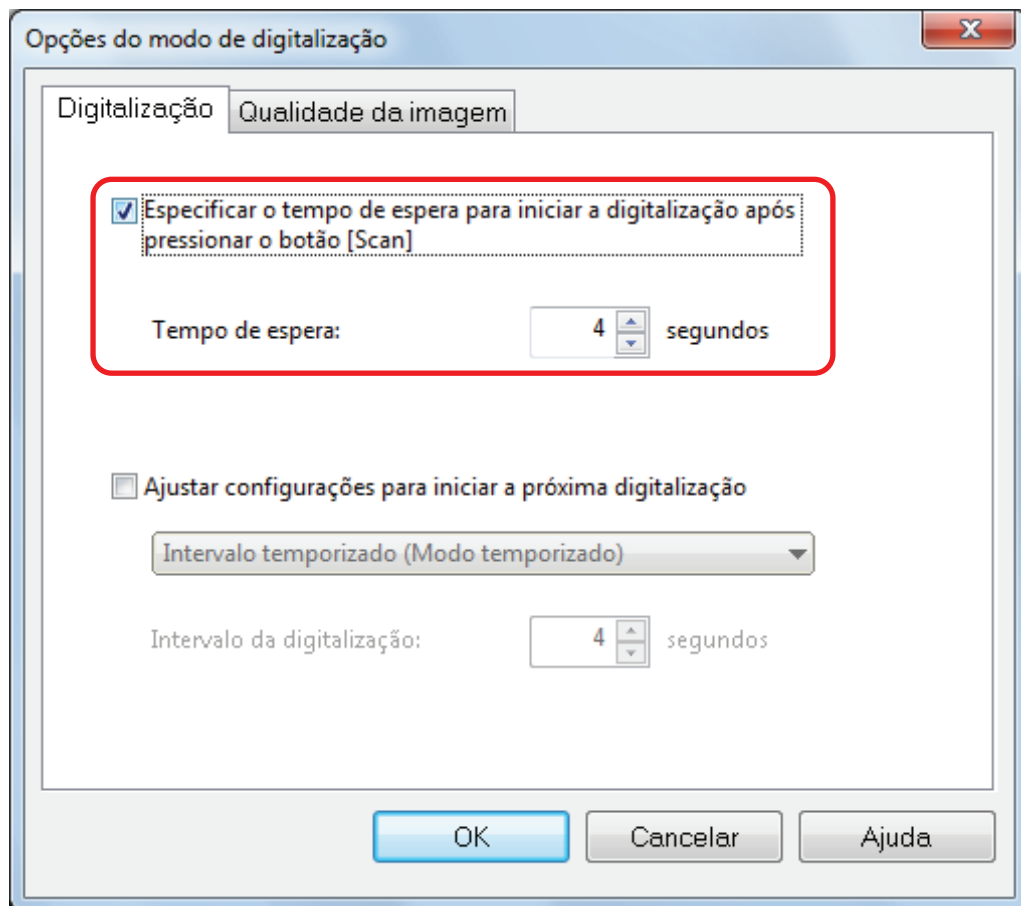 Opções do modo de digitalização
Digitalização
Qualidade da imagem
Especificar o tempo de espera para iniciar a digitalização após
pressionar o botão [Scan]
Tempo de espera: 4 segundos
Ajustar configurações para iniciar a próxima digitalização
Intervalo temporizado (Modo temporizado)
Intervalo da digitalização: 4 segundos
OK Cancelar Ajuda